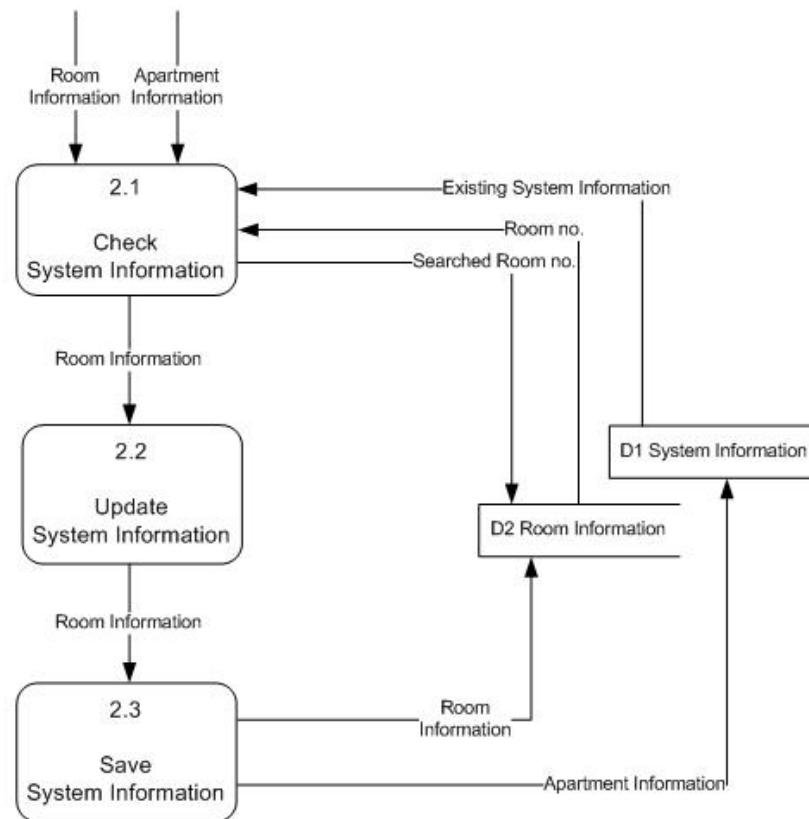 Room
Information
Apartment
Information
2.1
Check
System Information
Existing System Information
Room no.
Searched Room no.
Room Information
2.2
Update
System Information
D1 System Information
D2 Room Information
Room Information
2.3
Save
System Information
Room
Information
Apartment Information